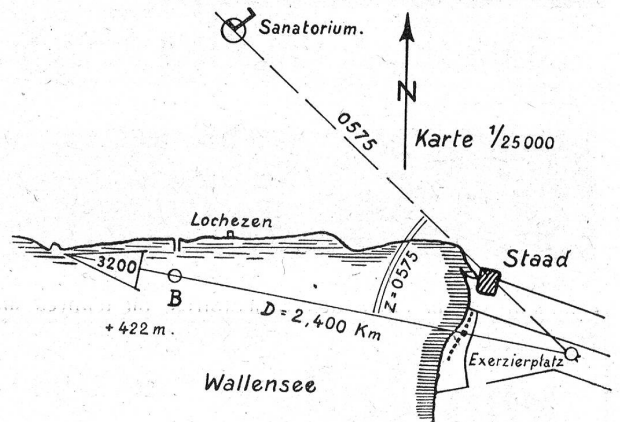 Sanatorium.
N
0575
Karte 1/25000
Lochezen
3200
Staad
B
Z = 0575
D = 2,400 Km
+422 m.
Exerzierplatz
Wallensee